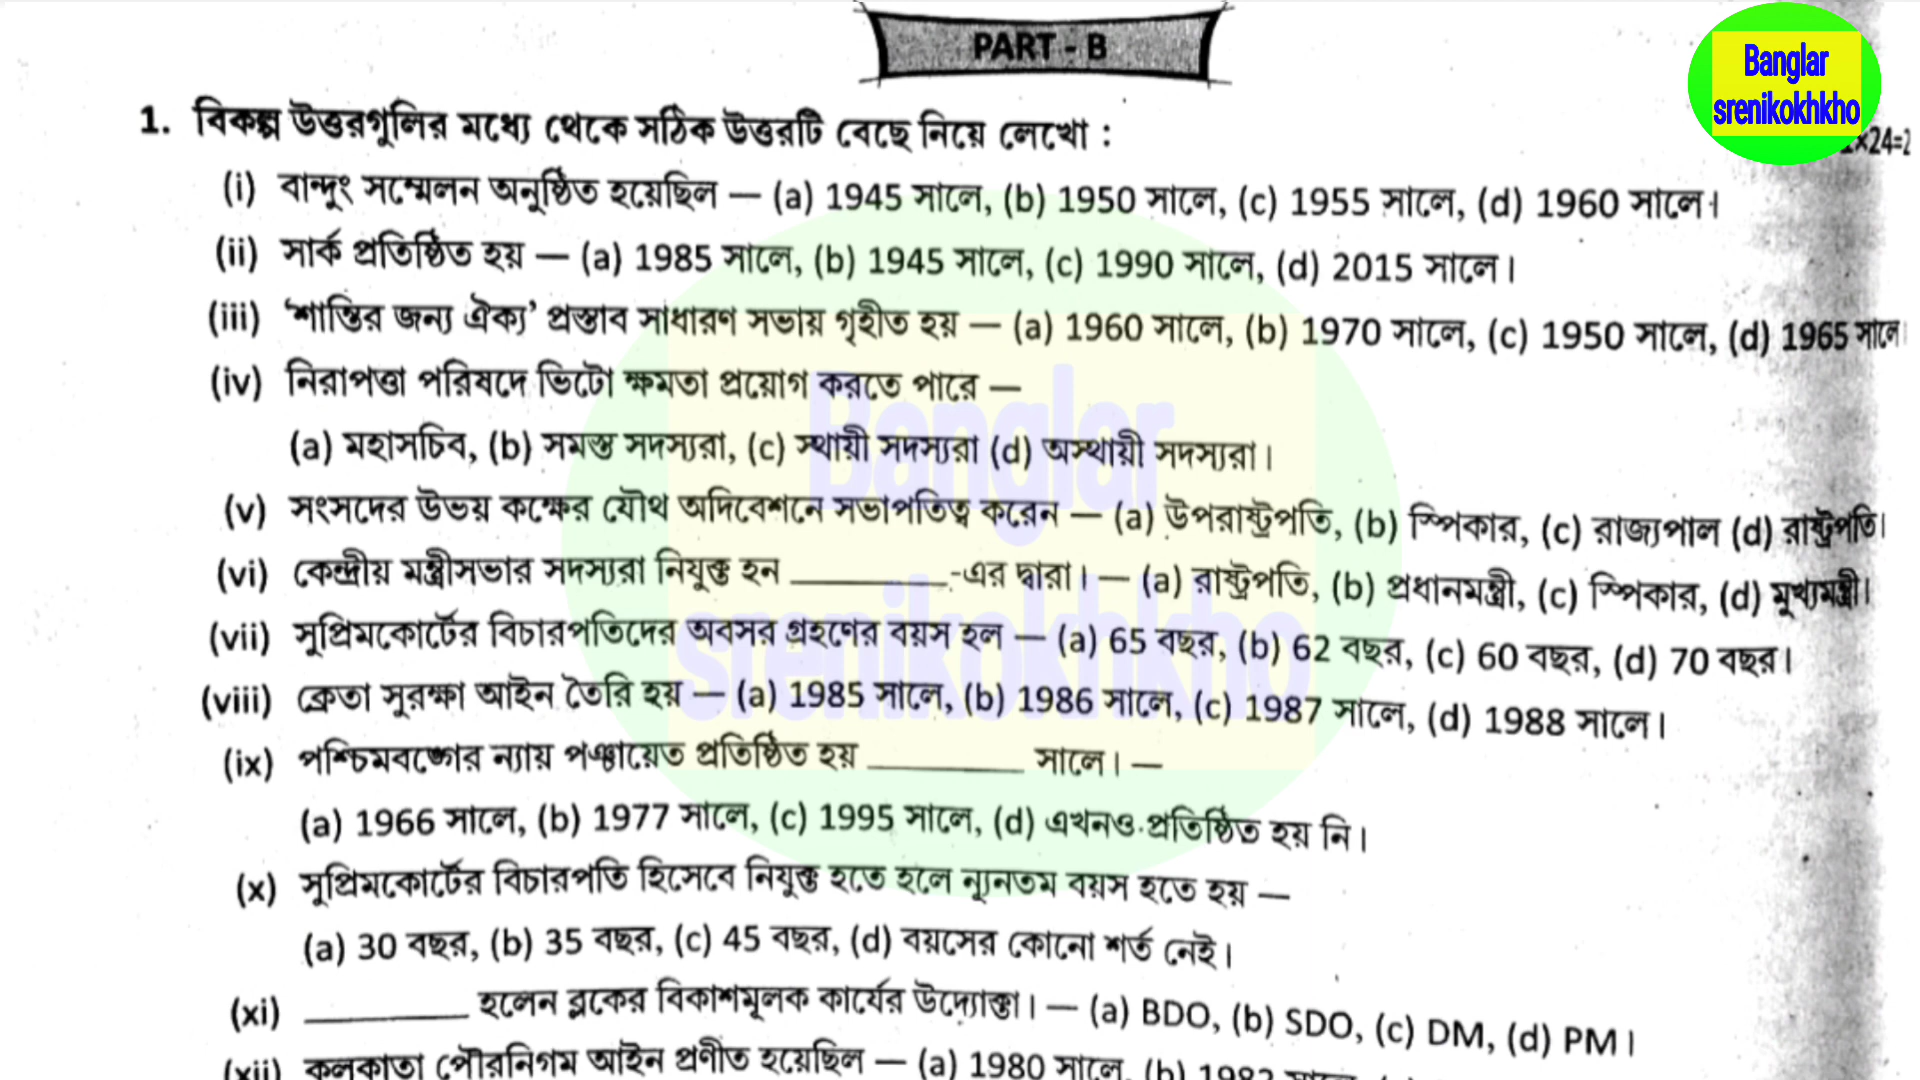 PART - B
Banglar
srenikokhkho
1. বিকল্প উত্তরগুলির মধ্যে থেকে সঠিক উত্তরটি বেছে নিয়ে লেখো :
×24=2
(i) বান্দুং সম্মেলন অনুষ্ঠিত হয়েছিল — (a) 1945 সালে, (b) 1950 সালে, (c) 1955 সালে, (d) 1960 সালে।
(ii) সার্ক প্রতিষ্ঠিত হয় — (a) 1985 সালে, (b) 1945 সালে, (c) 1990 সালে, (d) 2015 সালে।
(iii) ‘শান্তির জন্য ঐক্য’ প্রস্তাব সাধারণ সভায় গৃহীত হয় — (a) 1960 সালে, (b) 1970 সালে, (c) 1950 সালে, (d) 1965 সালে
(iv) নিরাপত্তা পরিষদে ভিটো ক্ষমতা প্রয়োগ করতে পারে —
(a) মহাসচিব, (b) সমস্ত সদস্যরা, (c) স্থায়ী সদস্যরা (d) অস্থায়ী সদস্যরা।
(v) সংসদের উভয় কক্ষের যৌথ অদিবেশনে সভাপতিত্ব করেন — (a) উপরাষ্ট্রপতি, (b) স্পিকার, (c) রাজ্যপাল (d) রাষ্ট্রপতি।
(vi) কেন্দ্রীয় মন্ত্রীসভার সদস্যরা নিযুক্ত হন ________-এর দ্বারা। — (a) রাষ্ট্রপতি, (b) প্রধানমন্ত্রী, (c) স্পিকার, (d) মুখ্যমন্ত্রী।
(vii) সুপ্রিমকোর্টের বিচারপতিদের অবসর গ্রহণের বয়স হল — (a) 65 বছর, (b) 62 বছর, (c) 60 বছর, (d) 70 বছর।
(viii) ক্রেতা সুরক্ষা আইন তৈরি হয় — (a) 1985 সালে, (b) 1986 সালে, (c) 1987 সালে, (d) 1988 সালে।
(ix) পশ্চিমবঙ্গের ন্যায় পঞ্চায়েত প্রতিষ্ঠিত হয় ________ সালে। —
(a) 1966 সালে, (b) 1977 সালে, (c) 1995 সালে, (d) এখনও প্রতিষ্ঠিত হয় নি।
(x) সুপ্রিমকোর্টের বিচারপতি হিসেবে নিযুক্ত হতে হলে ন্যূনতম বয়স হতে হয় —
(a) 30 বছর, (b) 35 বছর, (c) 45 বছর, (d) বয়সের কোনো শর্ত নেই।
(xi) ________ হলেন ব্লকের বিকাশমূলক কার্যের উদ্যোক্তা। — (a) BDO, (b) SDO, (c) DM, (d) PM।
(xii) কলকাতা পৌরনিগম আইন প্রণীত হয়েছিল — (a) 1980 সালে, (b) 1982
Banglar
srenikokhkho